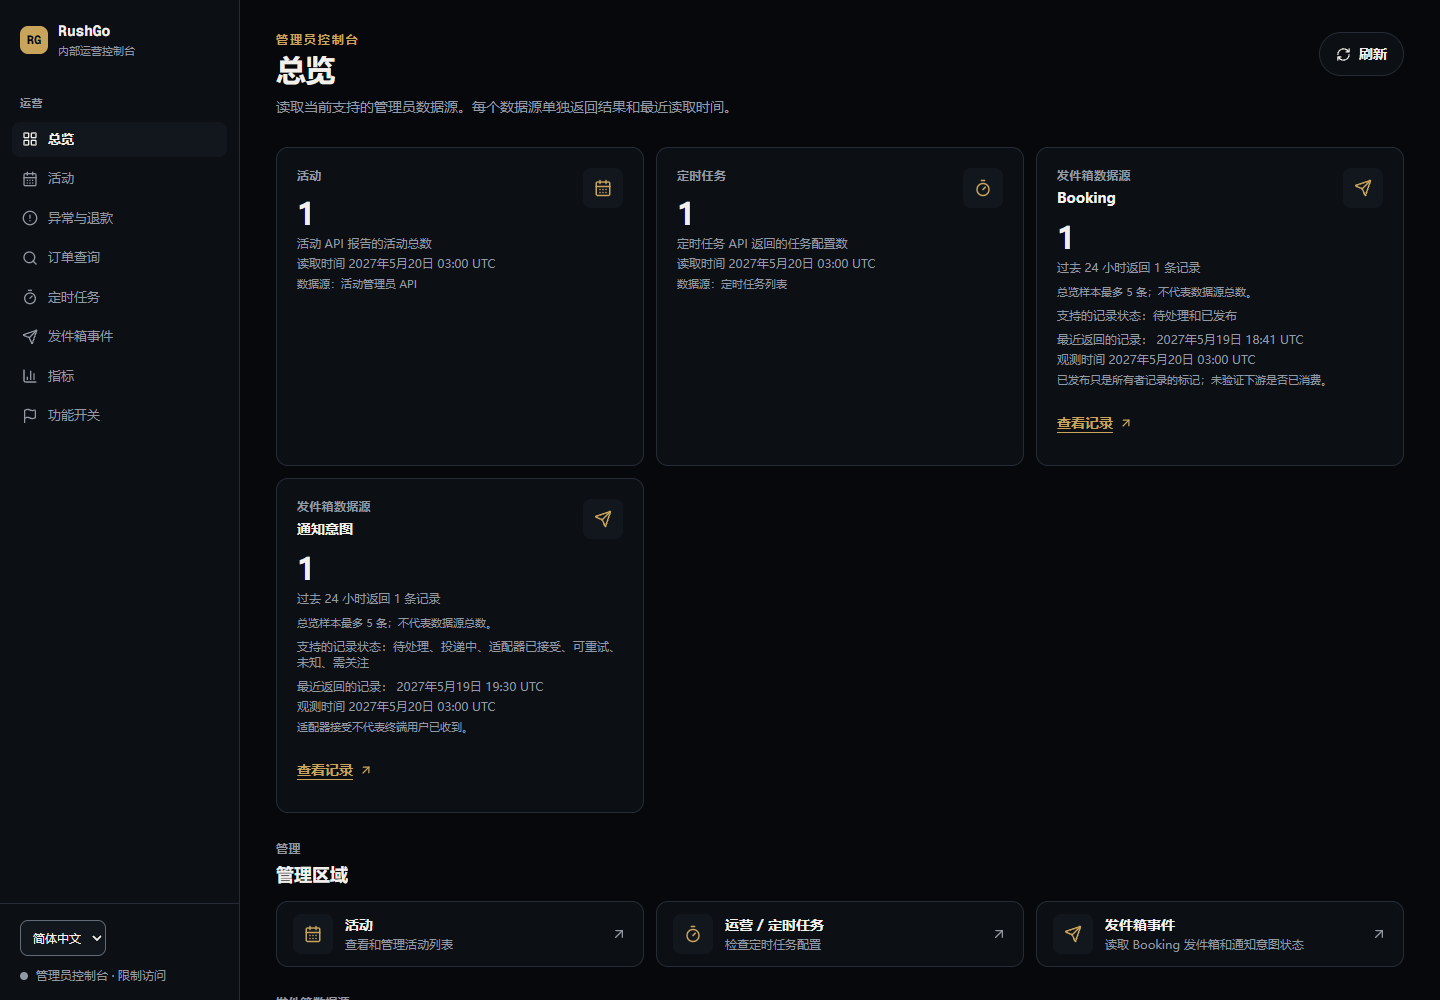 RG
RushGo
内部运营控制台
运营
总览
活动
异常与退款
订单查询
定时任务
发件箱事件
指标
功能开关
简体中文
管理员控制台 · 限制访问
管理员控制台
总览
读取当前支持的管理员数据源。每个数据源单独返回结果和最近读取时间。
刷新
活动
1
活动 API 报告的活动总数
读取时间 2027年5月20日 03:00 UTC
数据源：活动管理员 API
定时任务
1
定时任务 API 返回的任务配置数
读取时间 2027年5月20日 03:00 UTC
数据源：定时任务列表
发件箱数据源
Booking
1
过去 24 小时返回 1 条记录
总览样本最多 5 条；不代表数据源总数。
支持的记录状态：待处理和已发布
最近返回的记录： 2027年5月19日 18:41 UTC
观测时间 2027年5月20日 03:00 UTC
已发布只是所有者记录的标记；未验证下游是否已消费。
查看记录
发件箱数据源
通知意图
1
过去 24 小时返回 1 条记录
总览样本最多 5 条；不代表数据源总数。
支持的记录状态：待处理、投递中、适配器已接受、可重试、
未知、需关注
最近返回的记录： 2027年5月19日 19:30 UTC
观测时间 2027年5月20日 03:00 UTC
适配器接受不代表终端用户已收到。
查看记录
管理
管理区域
活动
查看和管理活动列表
运营 / 定时任务
检查定时任务配置
发件箱事件
读取 Booking 发件箱和通知意图状态
发件箱数据源